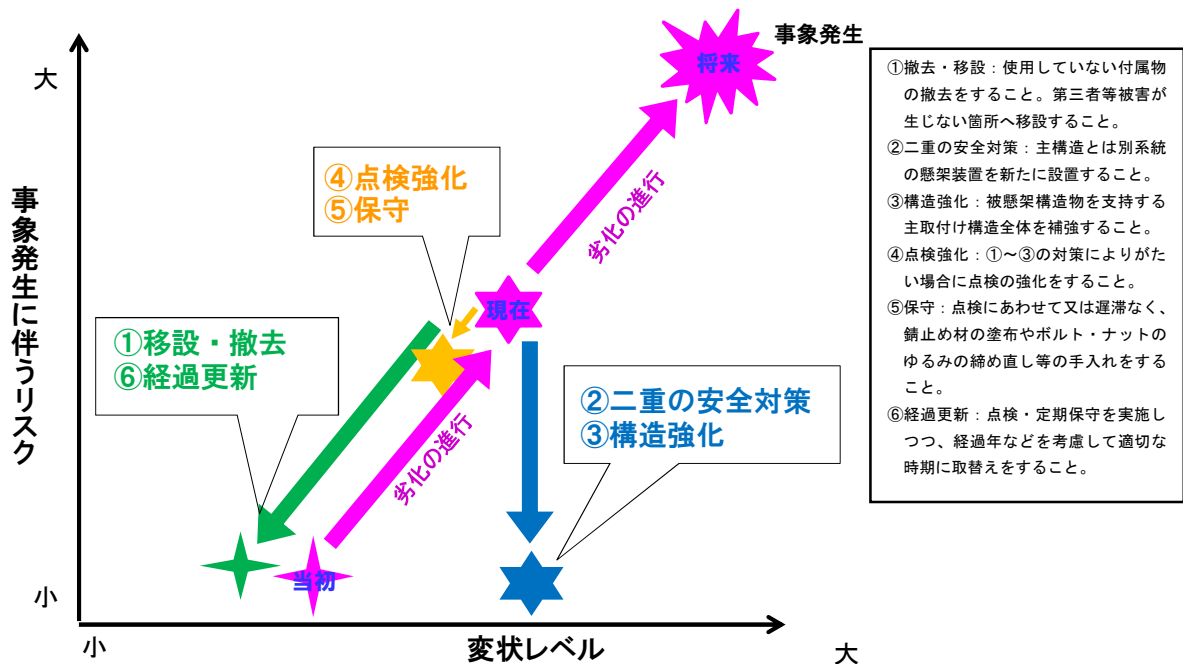 事象発生
大
将来
④点検強化
⑤保守
劣化の進行
事象発生に伴うリスク
現在
①移設・撤去
⑥経過更新
②二重の安全対策
③構造強化
劣化の進行
当初
小
小
変状レベル
大
①撤去・移設：使用していない付属物
の撤去をすること。第三者等被害が
生じない箇所へ移設すること。
②二重の安全対策：主構造とは別系統
の懸架装置を新たに設置すること。
③構造強化：被懸架構造物を支持する
主取付け構造全体を補強すること。
④点検強化：①～③の対策によりがた
い場合に点検の強化をすること。
⑤保守：点検にあわせて又は遅滞なく、
錆止め材の塗布やボルト・ナットの
ゆるみの締め直し等の手入れをする
こと。
⑥経過更新：点検・定期保守を実施し
つつ、経過年などを考慮して適切な
時期に取替えをすること。